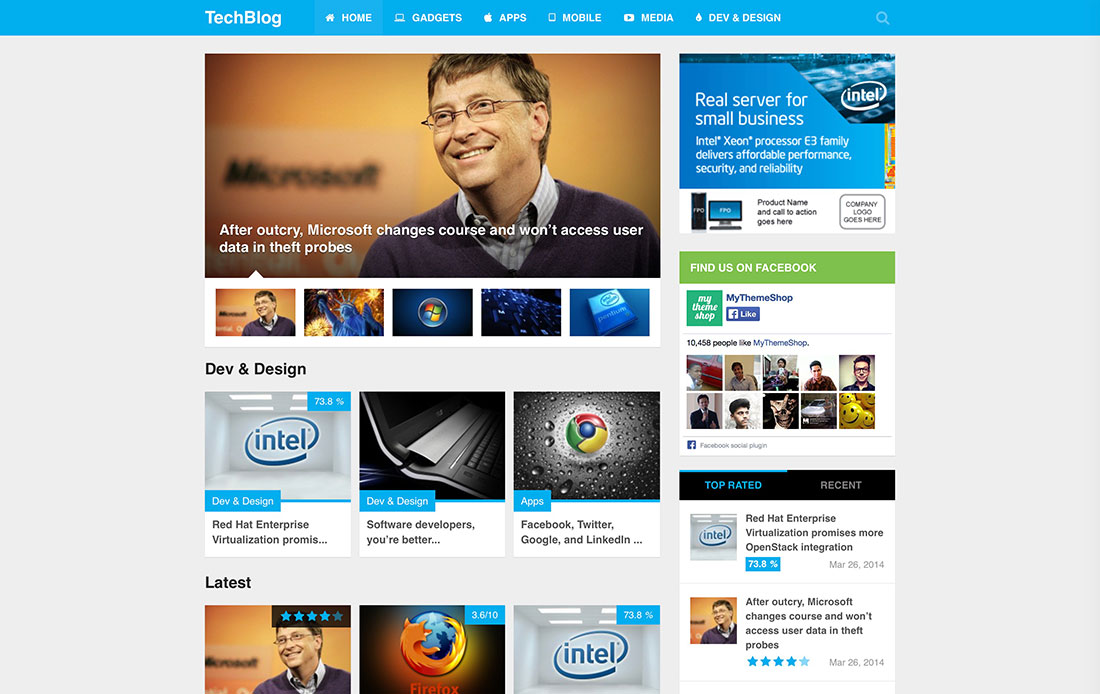 TechBlog
HOME
GADGETS
APPS
MOBILE
MEDIA
DEV & DESIGN
Microsoft
After outcry, Microsoft changes course and won't access user
data in theft probes
intel
Real server for
small business
Intel® Xeon® processor E3 family
delivers affordable performance,
security, and reliability
FPO
FPO
Product Name
and call to action
goes here
COMPANY
LOGO
GOES HERE
FIND US ON FACEBOOK
my
theme
shop
MyThemeShop
Like
10,458 people like MyThemeShop.
Facebook social plugin
Dev & Design
73.8 %
intel
Dev & Design
Red Hat Enterprise
Virtualization promis...
Dev & Design
Software developers,
you're better...
Apps
Facebook, Twitter,
Google, and LinkedIn ...
TOP RATED
RECENT
intel
Red Hat Enterprise
Virtualization promises more
OpenStack integration
73.8 %
Mar 26, 2014
After outcry, Microsoft
changes course and won't
access user data in theft
probes
Mar 26, 2014
Latest
3.6/10
Firefox
73.8 %
intel